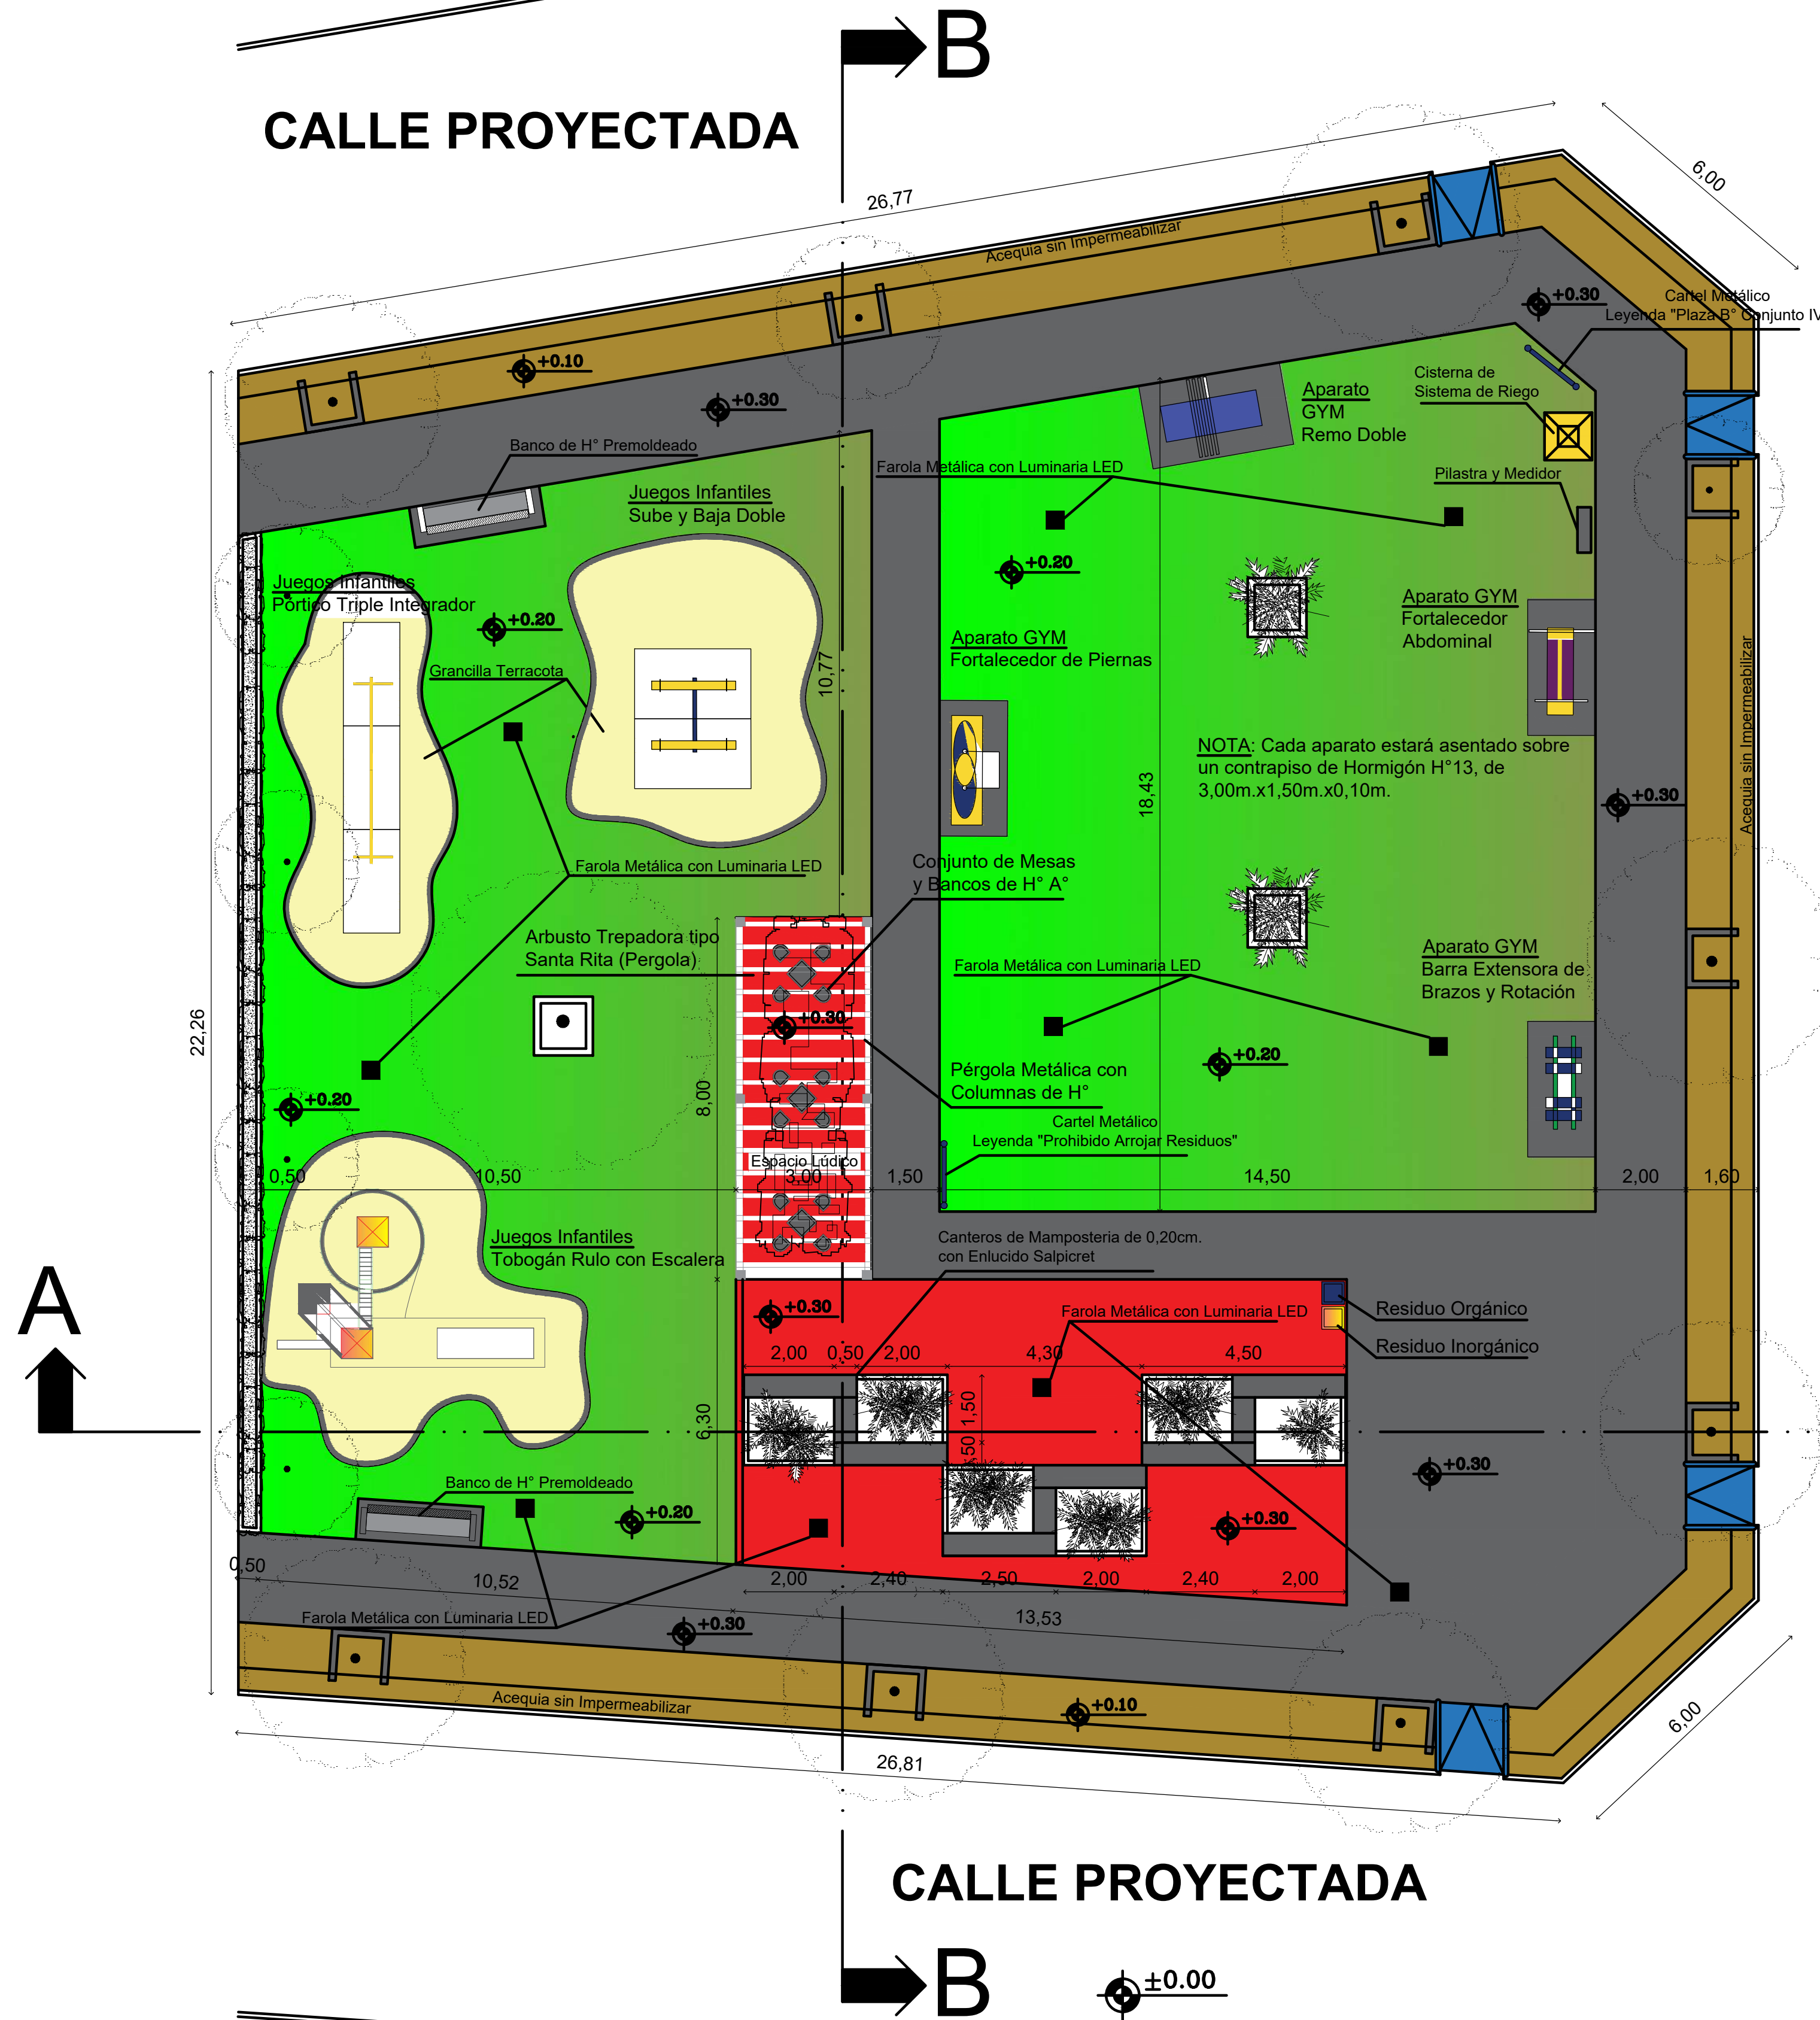 B
CALLE PROYECTADA
26,77
6,00
Acequia sin Impermeabilizar
+0.30
Cartel Metálico
Leyenda "Plaza B° Conjunto IV
+0.10
+0.30
Cisterna de
Sistema de Riego
Aparato
GYM
Remo Doble
Banco de H° Premoldeado
Farola Metálica con Luminaria LED
Pilastra y Medidor
Juegos Infantiles
Sube y Baja Doble
+0.20
Juegos Infantiles
Pórtico Triple Integrador
+0.20
Aparato GYM
Fortalecedor
Abdominal
Aparato GYM
Fortalecedor de Piernas
Grancilla Terracota
10,77
Acequia sin Impermeabilizar
NOTA: Cada aparato estará asentado sobre
un contrapiso de Hormigón H°13, de
3,00m.x1,50m.x0,10m.
18,43
+0.30
Farola Metálica con Luminaria LED
Conjunto de Mesas
y Bancos de H° A°
Arbusto Trepadora tipo
Santa Rita (Pergola)
Farola Metálica con Luminaria LED
Aparato GYM
Barra Extensora de
Brazos y Rotación
22,26
+0.30
+0.20
Pérgola Metálica con
Columnas de H°
8,00
+0.20
Cartel Metálico
Leyenda "Prohibido Arrojar Residuos"
Espacio Lúdico
0,50
10,50
3,00
1,50
14,50
2,00
1,60
Juegos Infantiles
Tobogán Rulo con Escalera
Canteros de Mamposteria de 0,20cm.
con Enlucido Salpicret
A
+0.30
Farola Metálica con Luminaria LED
Residuo Orgánico
Residuo Inorgánico
2,00
0,50
2,00
4,30
4,50
1,50
6,30
Banco de H° Premoldeado
+0.30
+0.20
+0.30
0,50
10,52
2,00
2,40
2,50
2,00
2,40
2,00
Farola Metálica con Luminaria LED
+0.30
13,53
Acequia sin Impermeabilizar
+0.10
6,00
26,81
CALLE PROYECTADA
B
±0.00